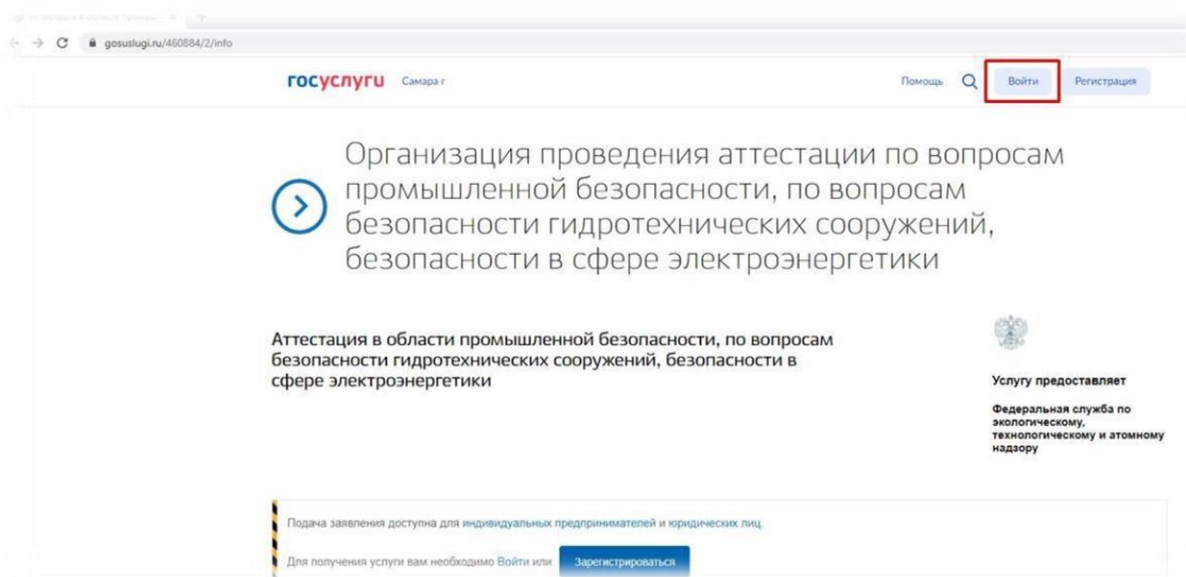 Аттестация в области промышл
gosuslugi.ru/460884/2/info
госуслуги Самара г Помощь Войти Регистрация
Организация проведения аттестации по вопросам
промышленной безопасности, по вопросам
безопасности гидротехнических сооружений,
безопасности в сфере электроэнергетики
Аттестация в области промышленной безопасности, по вопросам
безопасности гидротехнических сооружений, безопасности в
сфере электроэнергетики
Услугу предоставляет
Федеральная служба по
экологическому,
технологическому и атомному
надзору
Подача заявления доступна для индивидуальных предпринимателей и юридических лиц.
Для получения услуги вам необходимо Войти или Зарегистрироваться